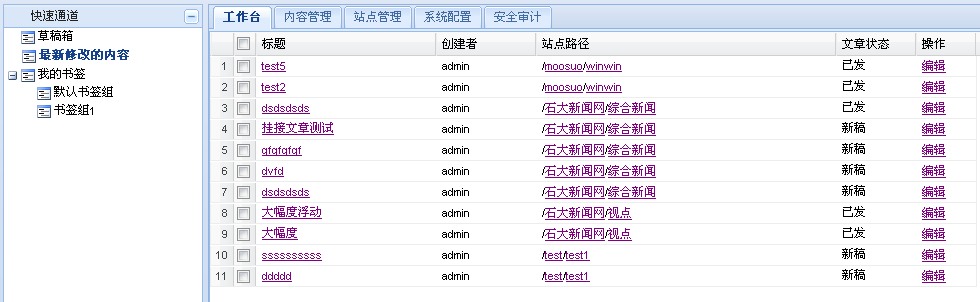 快速通道
草稿箱
最新修改的内容
我的书签
默认书签组
书签组1
工作台 内容管理 站点管理 系统配置 安全审计
标题 创建者 站点路径 文章状态 操作
1 test5 admin /moosuo/winwin 已发 编辑
2 test2 admin /moosuo/winwin 已发 编辑
3 dsdsdsds admin /石大新闻网/综合新闻 已发 编辑
4 挂接文章测试 admin /石大新闻网/综合新闻 新稿 编辑
5 gfgfgfgf admin /石大新闻网/综合新闻 新稿 编辑
6 dvfd admin /石大新闻网/综合新闻 新稿 编辑
7 dsdsdsds admin /石大新闻网/综合新闻 新稿 编辑
8 大幅度浮动 admin /石大新闻网/视点 已发 编辑
9 大幅度 admin /石大新闻网/视点 已发 编辑
10 ssssssssss admin /test/test1 新稿 编辑
11 ddddd admin /test/test1 新稿 编辑